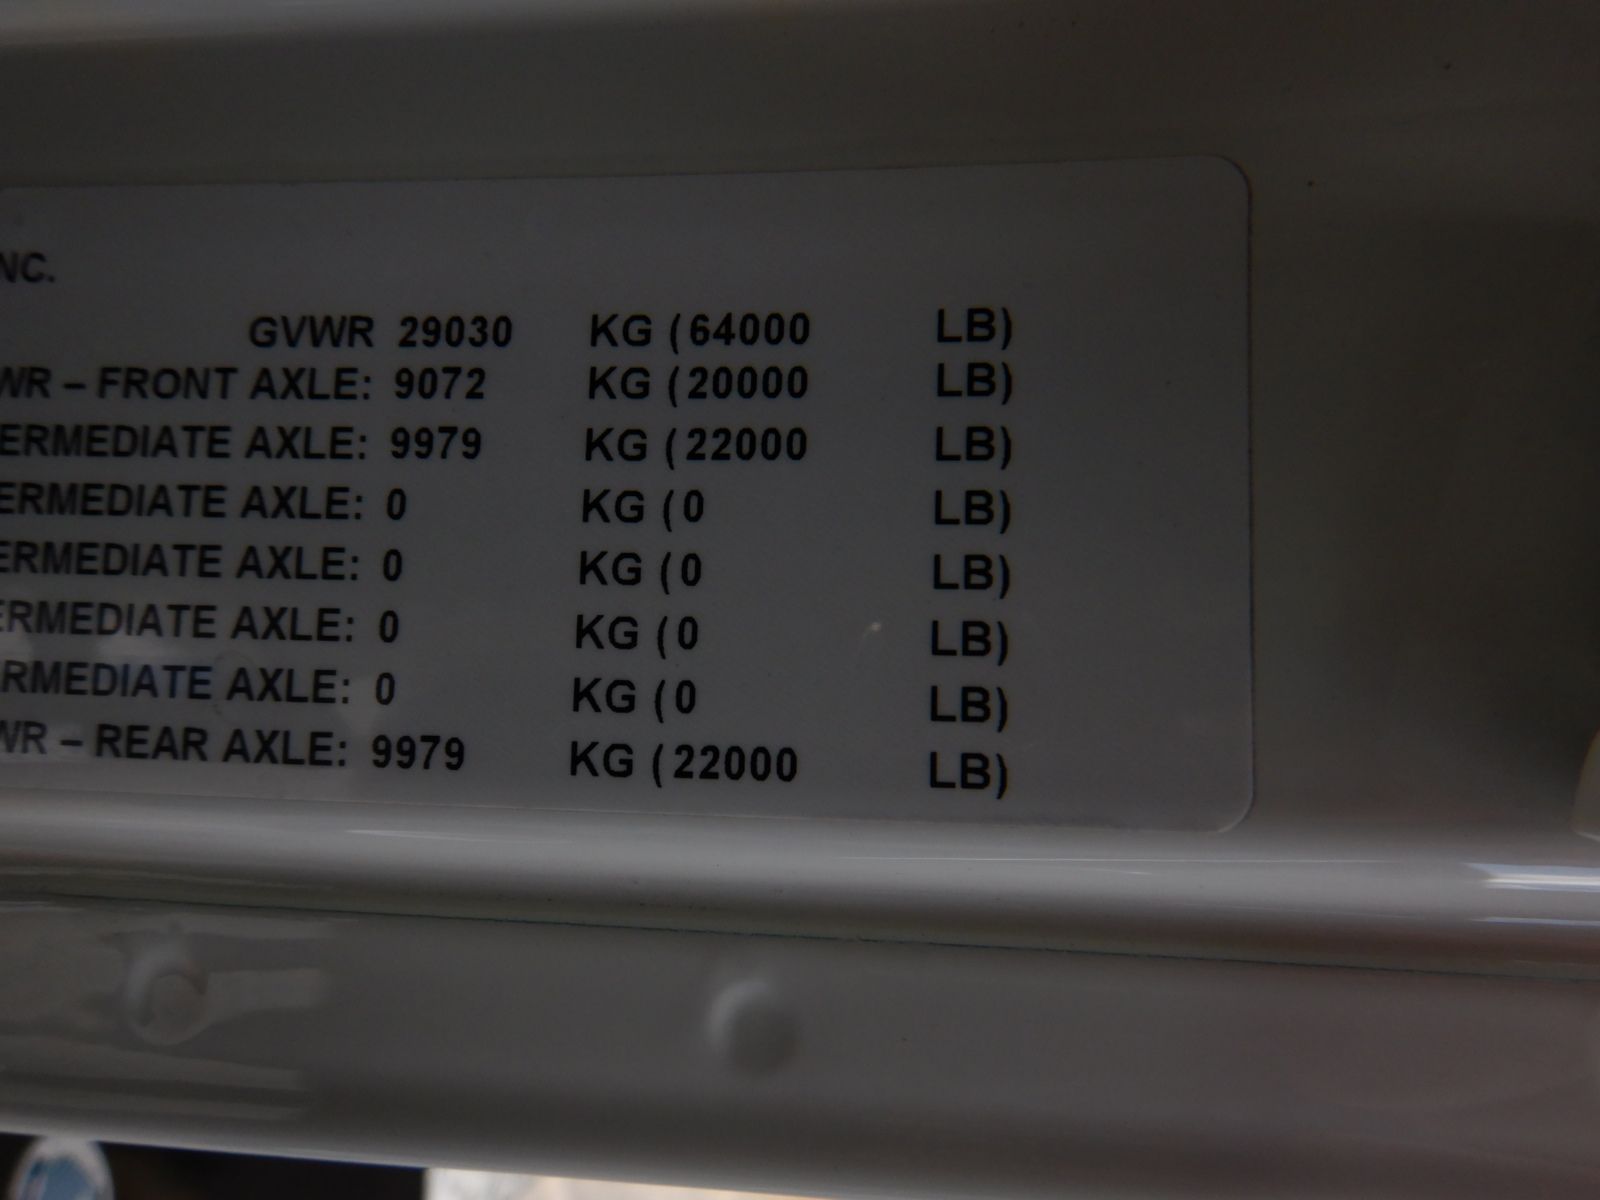 NC.
GVWR 29030 KG (64000 LB)
WR – FRONT AXLE: 9072 KG (20000 LB)
ERMEDIATE AXLE: 9979 KG (22000 LB)
ERMEDIATE AXLE: 0 KG (0 LB)
ERMEDIATE AXLE: 0 KG (0 LB)
ERMEDIATE AXLE: 0 KG (0 LB)
RMEDIATE AXLE: 0 KG (0 LB)
WR – REAR AXLE: 9979 KG (22000 LB)